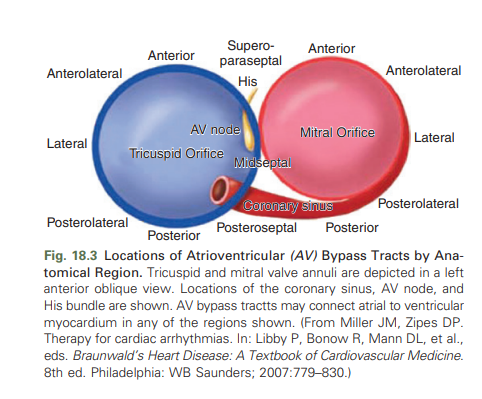 Supero-
paraseptal
Anterior
Anterior
Anterolateral
Anterolateral
His
AV node
Mitral Orifice
Lateral
Lateral
Tricuspid Orifice
Midseptal
Coronary sinus
Posterolateral
Posterolateral
Posterior
Posteroseptal
Posterior
Fig. 18.3 Locations of Atrioventricular (AV) Bypass Tracts by Ana-
tomical Region. Tricuspid and mitral valve annuli are depicted in a left
anterior oblique view. Locations of the coronary sinus, AV node, and
His bundle are shown. AV bypass tractts may connect atrial to ventricular
myocardium in any of the regions shown. (From Miller JM, Zipes DP.
Therapy for cardiac arrhythmias. In: Libby P, Bonow R, Mann DL, et al.,
eds. Braunwald's Heart Disease: A Textbook of Cardiovascular Medicine.
8th ed. Philadelphia: WB Saunders; 2007:779–830.)